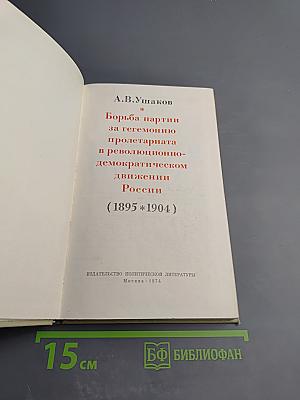 А.В.Ушаков
Борьба партии
за гегемонию
пролетариата
в революционно-
демократическом
движении
России
(1895*1904)
ИЗДАТЕЛЬСТВО ПОЛИТИЧЕСКОЙ ЛИТЕРАТУРЫ
Москва · 1974
15 см
БФ БИБЛИОФАН